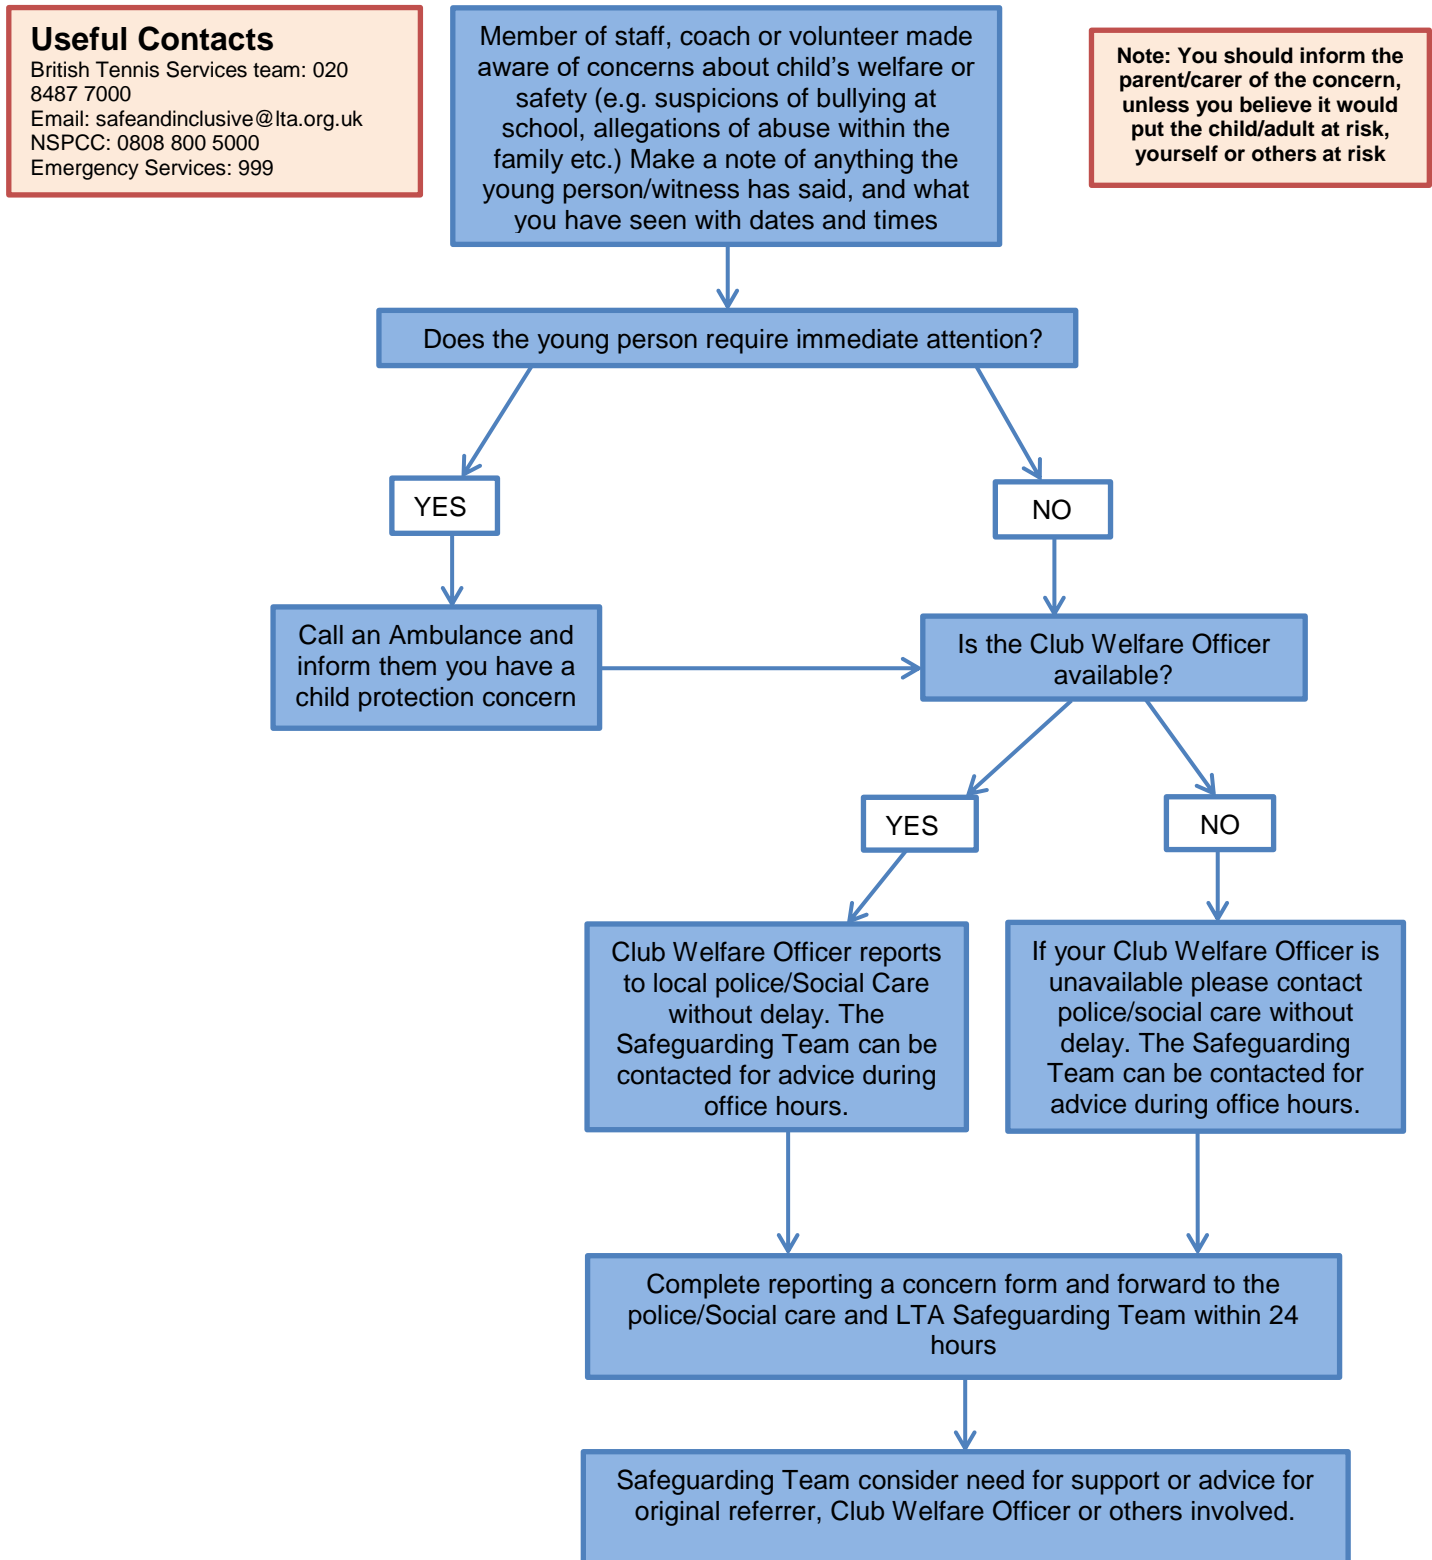 Useful Contacts
British Tennis Services team: 020
8487 7000
Email: safeandinclusive@lta.org.uk
NSPCC: 0808 800 5000
Emergency Services: 999
Member of staff, coach or volunteer made
aware of concerns about child’s welfare or
safety (e.g. suspicions of bullying at
school, allegations of abuse within the
family etc.) Make a note of anything the
young person/witness has said, and what
you have seen with dates and times
Note: You should inform the
parent/carer of the concern,
unless you believe it would
put the child/adult at risk,
yourself or others at risk
Does the young person require immediate attention?
YES
NO
Call an Ambulance and
inform them you have a
child protection concern
Is the Club Welfare Officer
available?
YES
NO
Club Welfare Officer reports
to local police/Social Care
without delay. The
Safeguarding Team can be
contacted for advice during
office hours.
If your Club Welfare Officer is
unavailable please contact
police/social care without
delay. The Safeguarding
Team can be contacted for
advice during office hours.
Complete reporting a concern form and forward to the
police/Social care and LTA Safeguarding Team within 24
hours
Safeguarding Team consider need for support or advice for
original referrer, Club Welfare Officer or others involved.